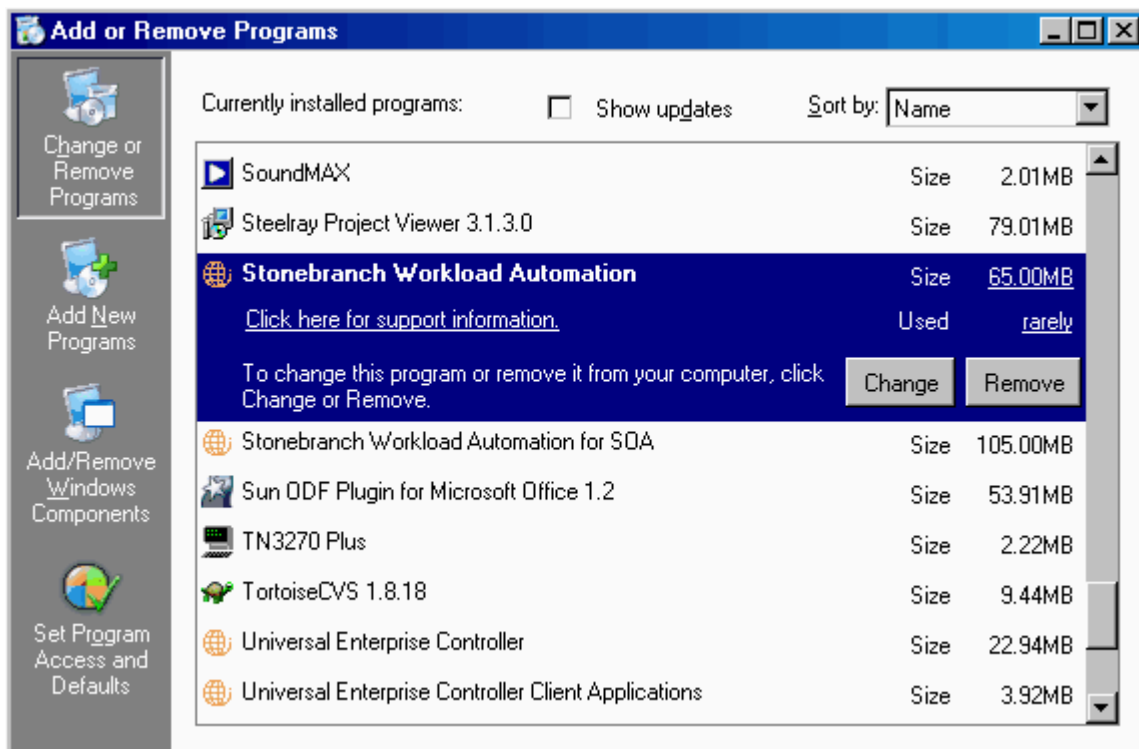 Add or Remove Programs
Change or
Remove
Programs
Add New
Programs
Add/Remove
Windows
Components
Set Program
Access and
Defaults
Currently installed programs:
Show updates
Sort by: Name
SoundMAX Size 2.01MB
Steelray Project Viewer 3.1.3.0 Size 79.01MB
Stonebranch Workload Automation Size 65.00MB
Click here for support information. Used rarely
To change this program or remove it from your computer, click
Change or Remove.
Change Remove
Stonebranch Workload Automation for SOA Size 105.00MB
Sun ODF Plugin for Microsoft Office 1.2 Size 53.91MB
TN3270 Plus Size 2.22MB
TortoiseCVS 1.8.18 Size 9.44MB
Universal Enterprise Controller Size 22.94MB
Universal Enterprise Controller Client Applications Size 3.92MB